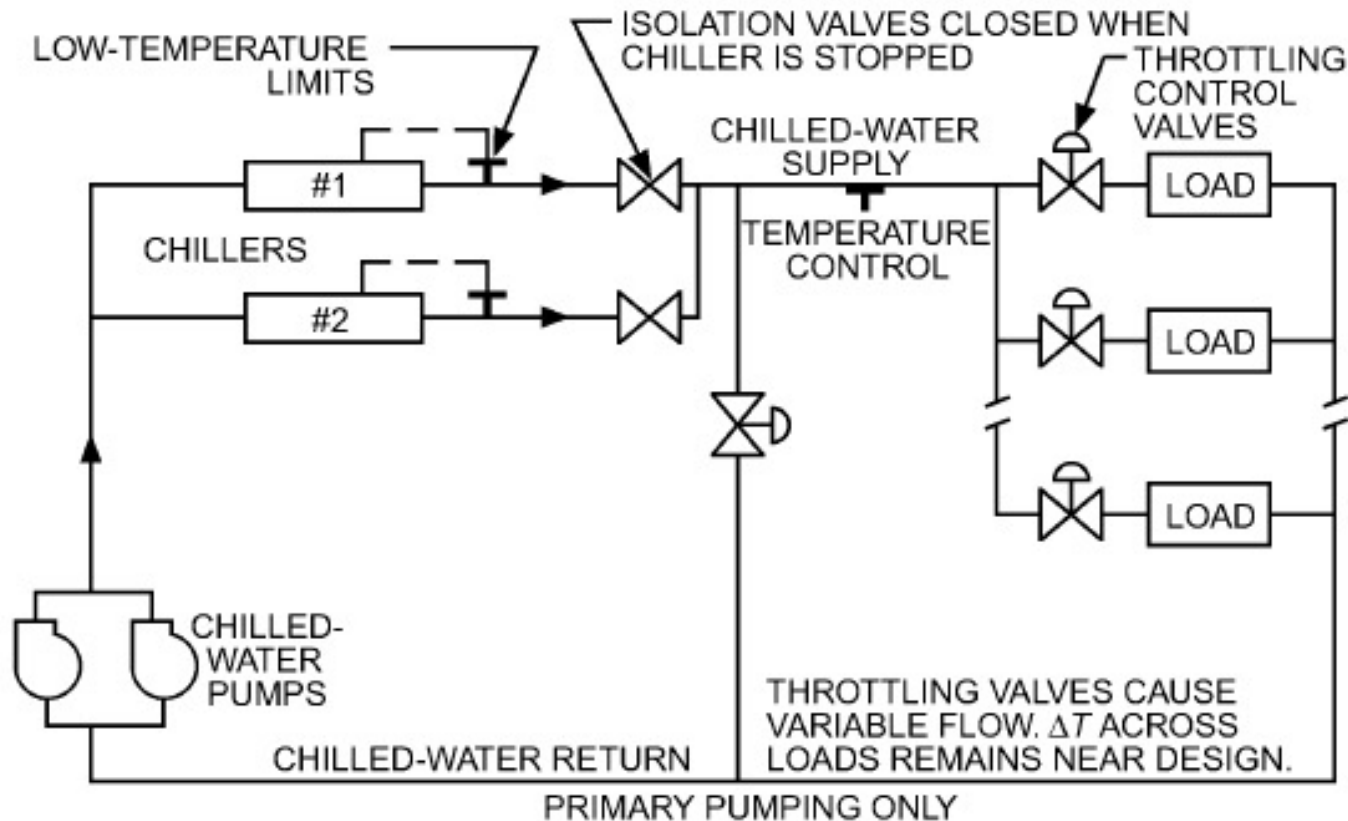 LOW-TEMPERATURE
LIMITS
ISOLATION VALVES CLOSED WHEN
CHILLER IS STOPPED
THROTTLING
CONTROL
VALVES
CHILLED-WATER
SUPPLY
#1
LOAD
CHILLERS
TEMPERATURE
CONTROL
#2
LOAD
LOAD
CHILLED-
WATER
PUMPS
THROTTLING VALVES CAUSE
VARIABLE FLOW. ΔT ACROSS
LOADS REMAINS NEAR DESIGN.
CHILLED-WATER RETURN
PRIMARY PUMPING ONLY